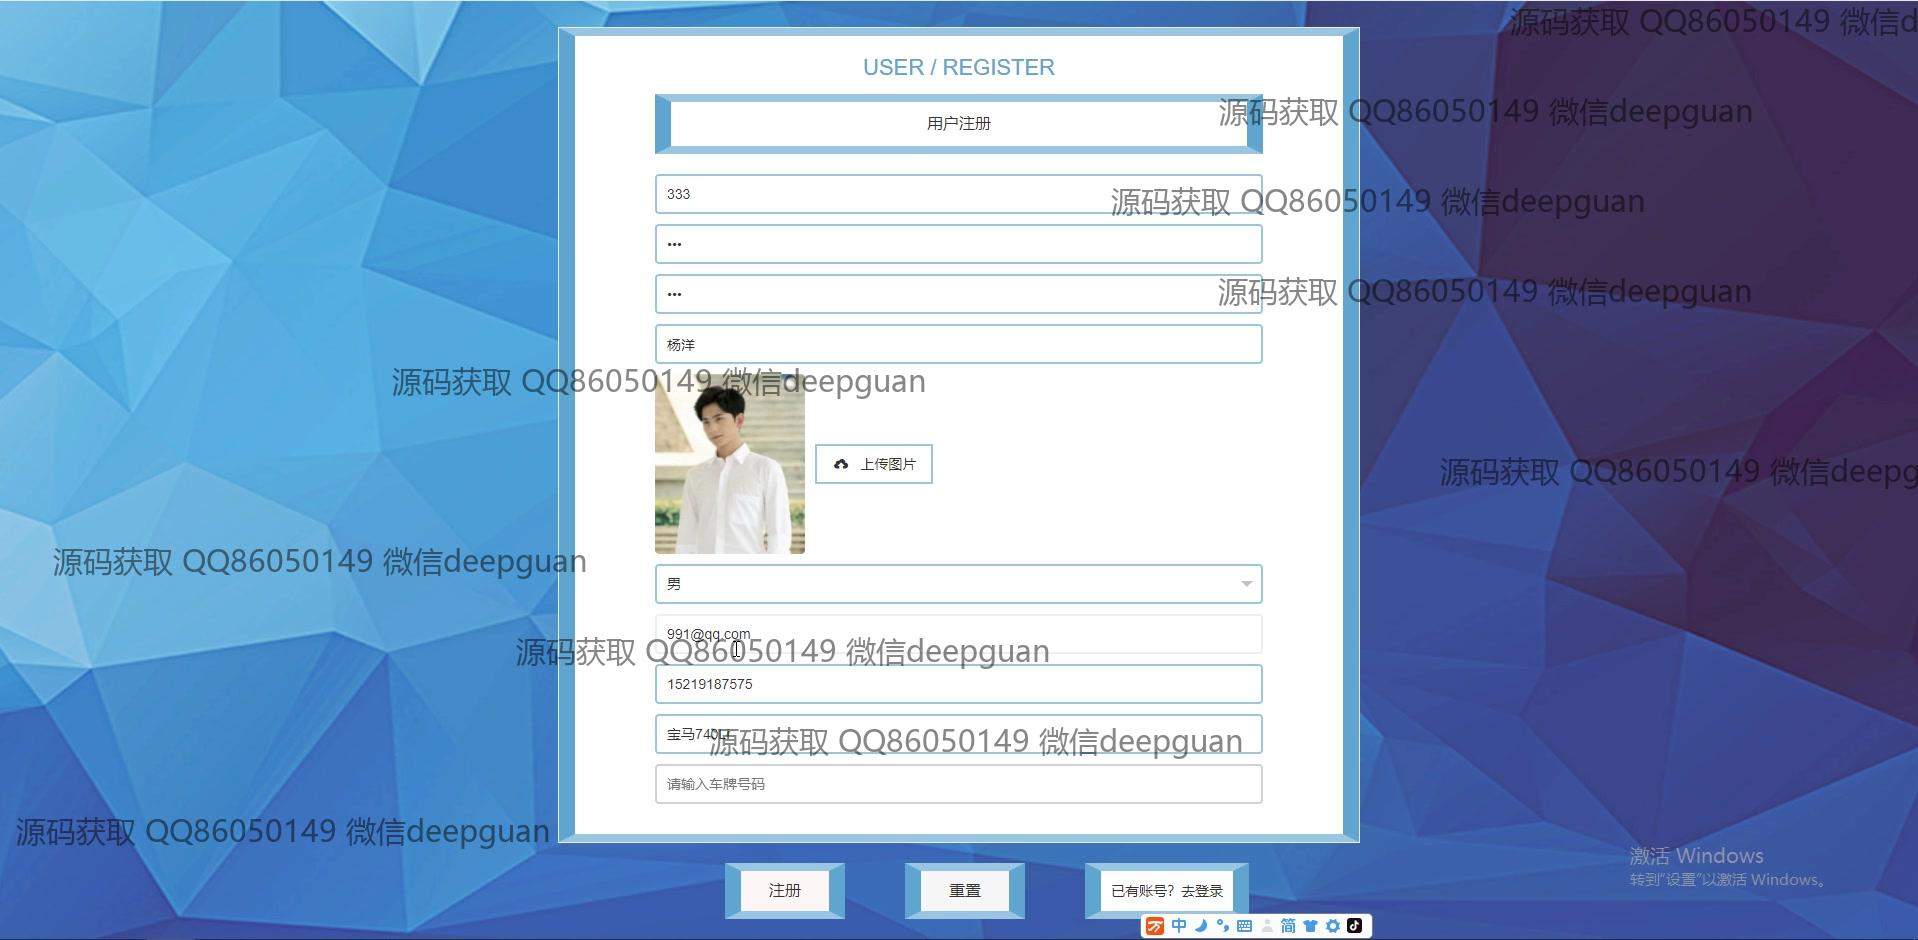 源码获取 QQ86050149 微信d
USER / REGISTER
源码获取 QQ86050149 微信deepguan
用户注册
333
源码获取 QQ86050149 微信deepguan
•••
•••
源码获取 QQ86050149 微信deepguan
杨洋
源码获取 QQ86050149 微信deepguan
上传图片
源码获取 QQ86050149 微信deepg
源码获取 QQ86050149 微信deepguan
男
991@qq.com
源码获取 QQ86050149 微信deepguan
15219187575
宝马740Li
源码获取 QQ86050149 微信deepguan
请输入车牌号码
源码获取 QQ86050149 微信deepguan
激活 Windows
转到“设置”以激活 Windows。
注册
重置
已有账号？去登录
中
简